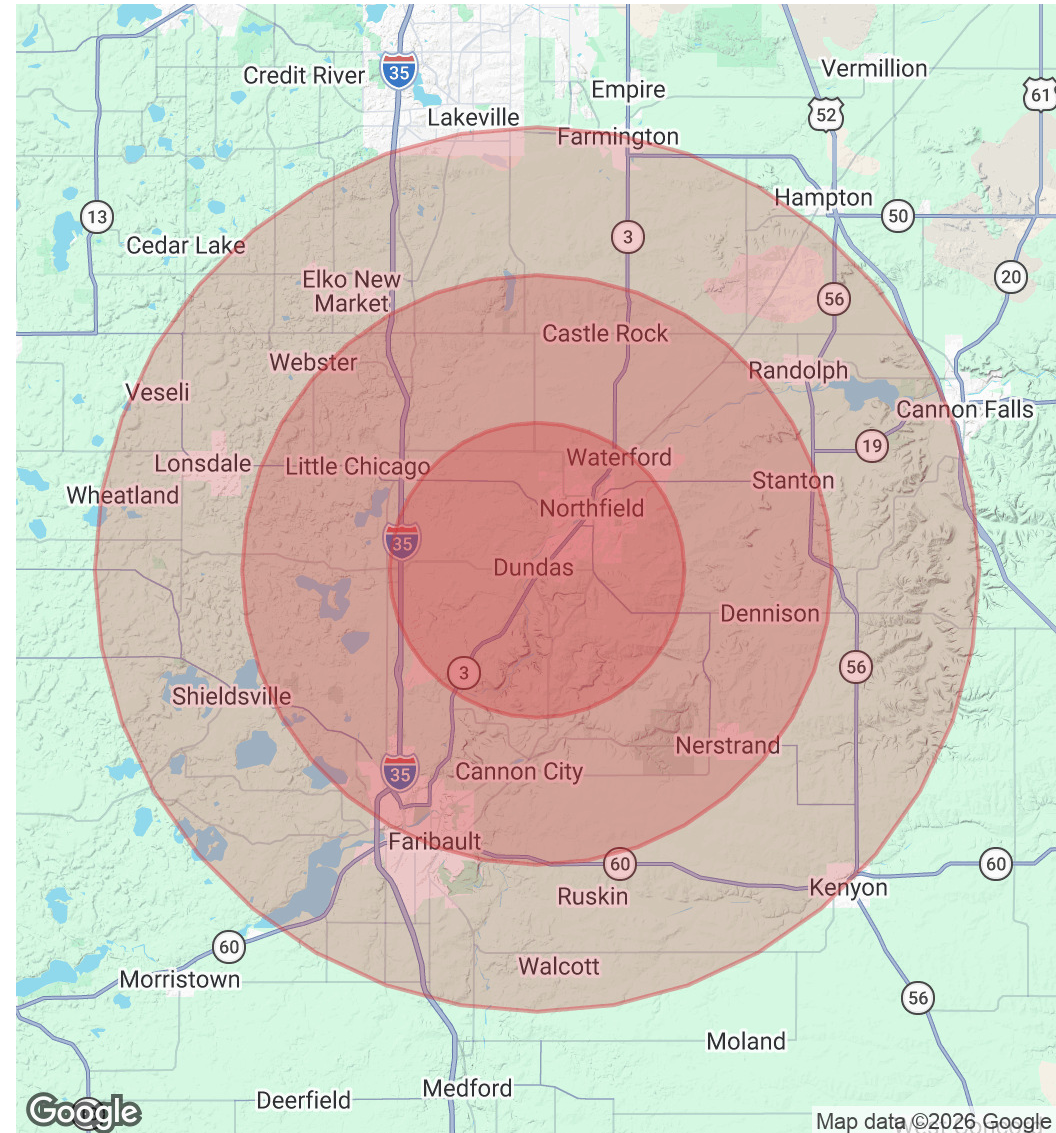 Credit River
35
Vermillion
Empire
61
52
Lakeville
Farmington
Hampton
13
50
3
Cedar Lake
20
Elko New
Market
56
Castle Rock
Webster
Randolph
Veseli
Cannon Falls
19
Waterford
Lonsdale
Little Chicago
Stanton
Wheatland
Northfield
35
Dundas
Dennison
56
3
Shieldsville
Nerstrand
35
Cannon City
Faribault
60
60
Kenyon
Ruskin
60
Walcott
Morristown
56
Moland
Medford
Deerfield
Google
Map data ©2026 Google